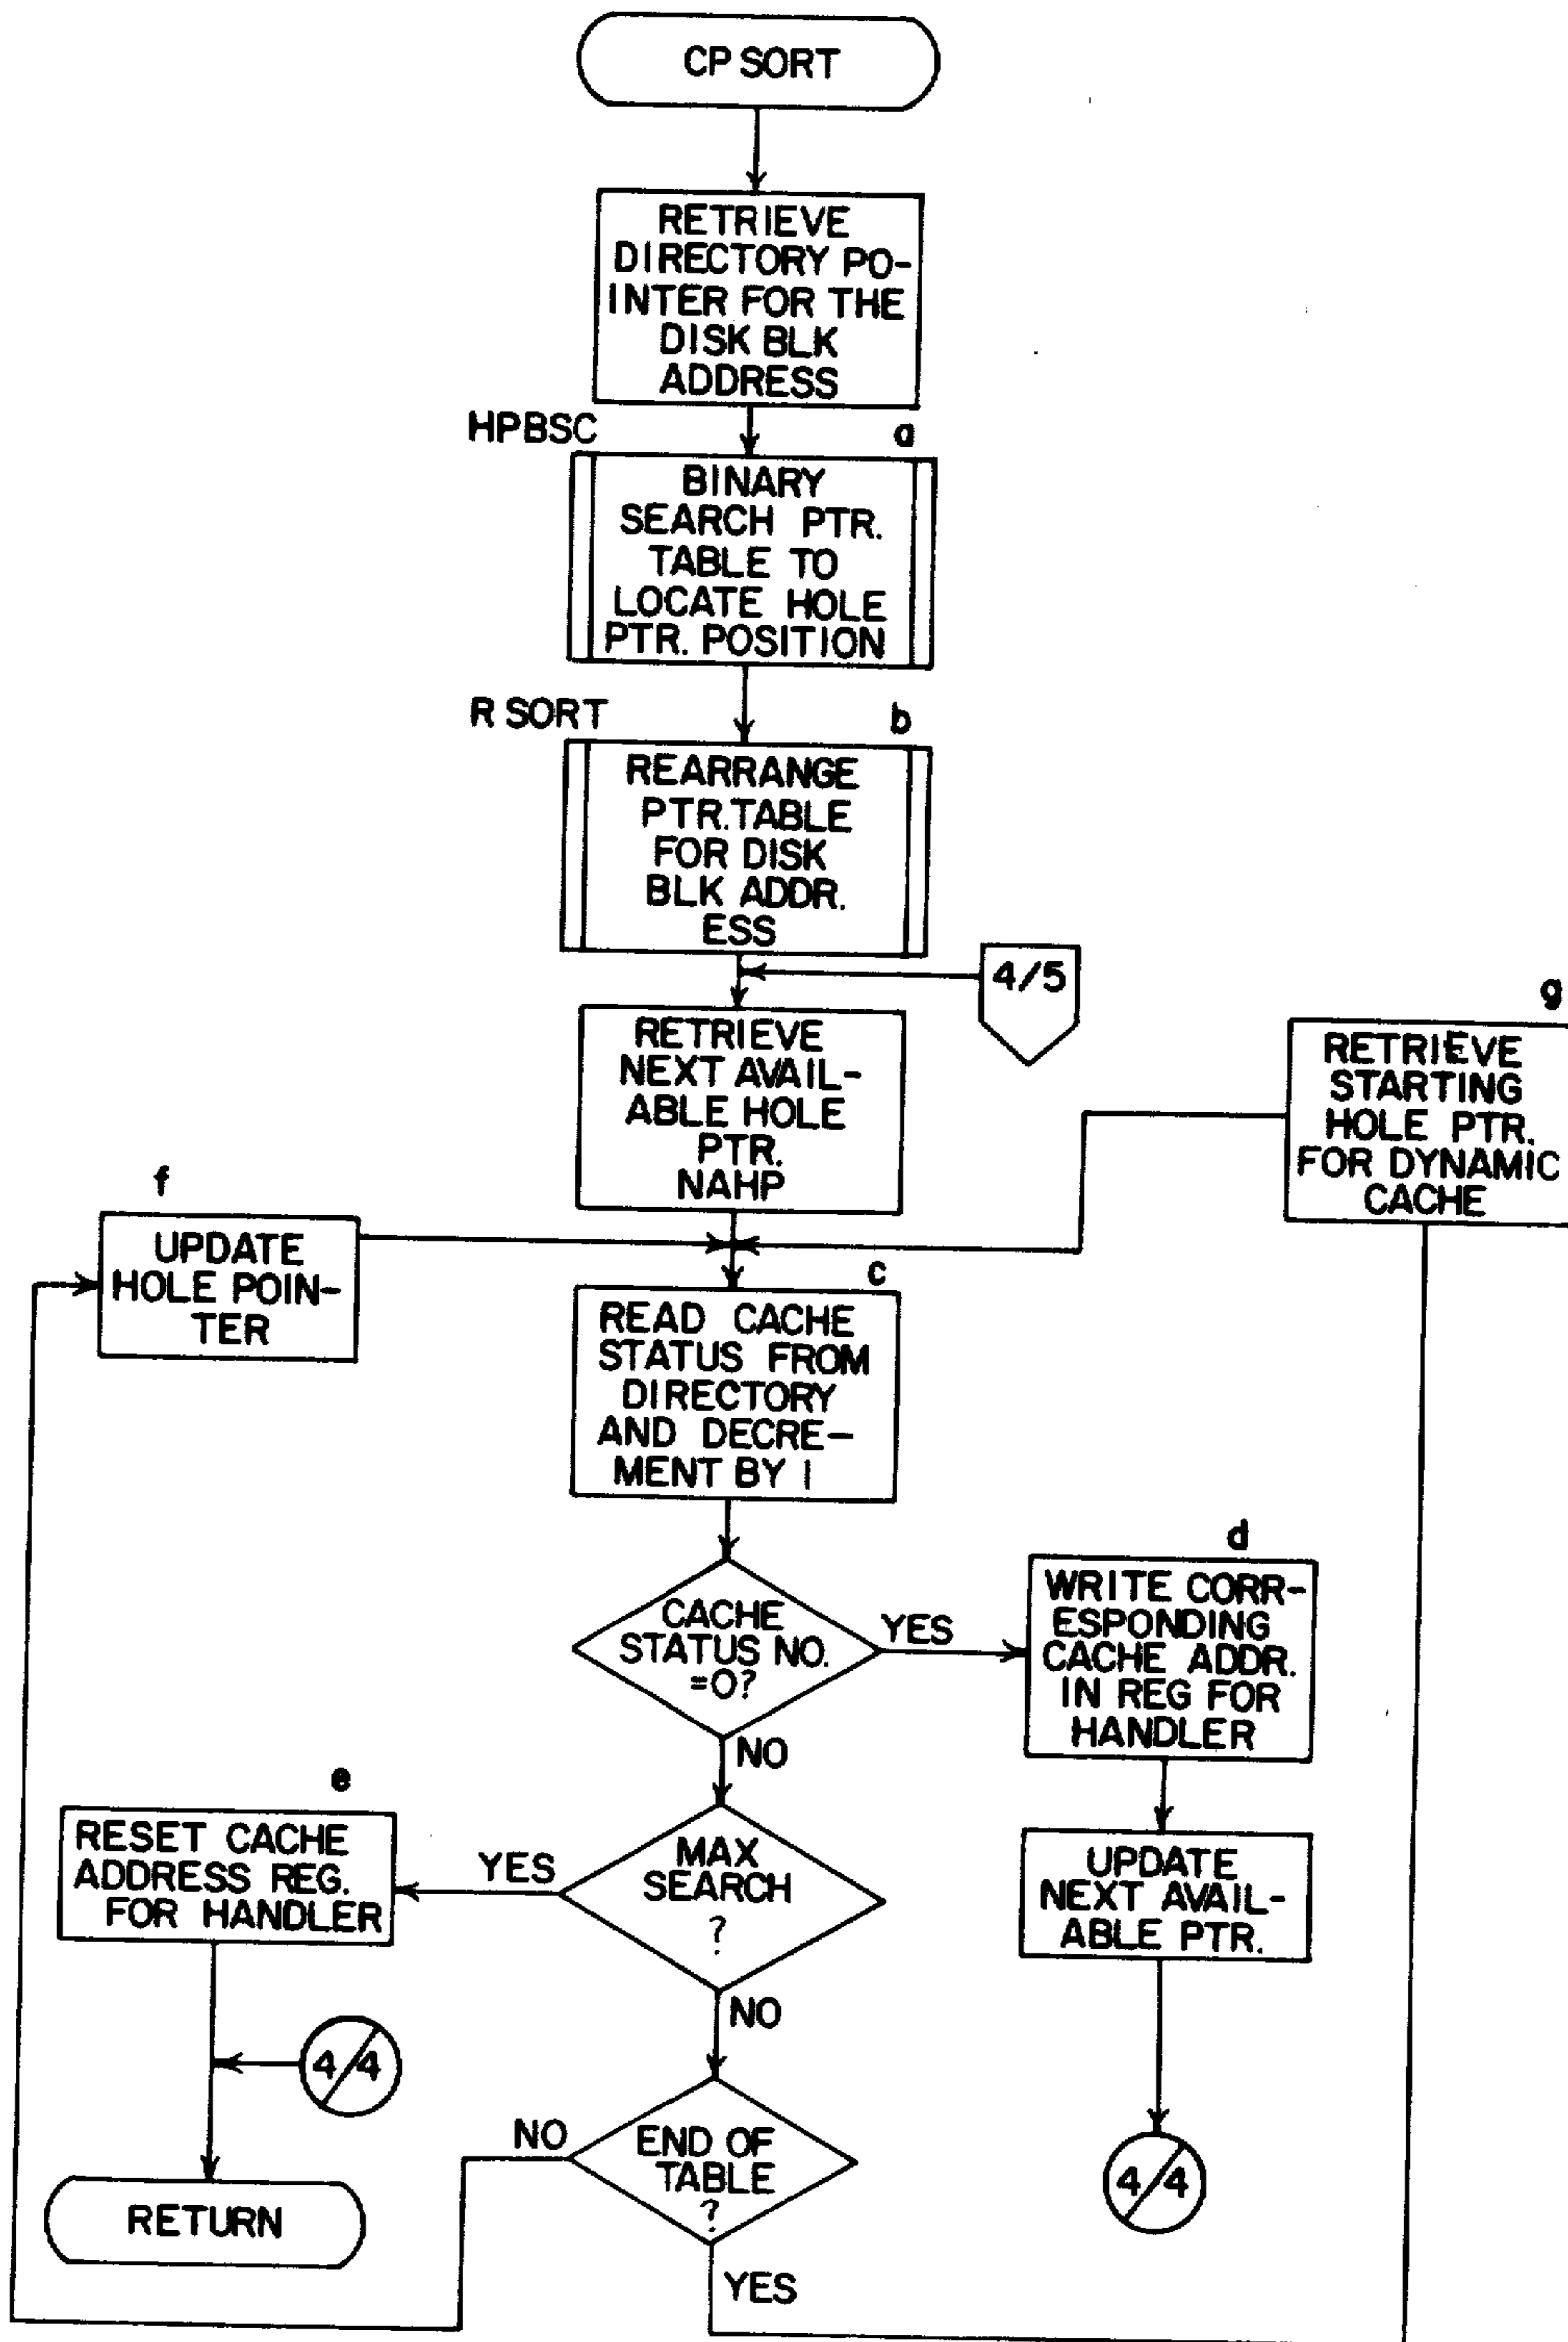 CP SORT
RETRIEVE
DIRECTORY PO-
INTER FOR THE
DISK BLK
ADDRESS
HPBSC
a
BINARY
SEARCH PTR.
TABLE TO
LOCATE HOLE
PTR. POSITION
R SORT
b
REARRANGE
PTR.TABLE
FOR DISK
BLK ADDR.
ESS
4/5
RETRIEVE
NEXT AVAIL-
ABLE HOLE
PTR.
NAHP
g
RETRIEVE
STARTING
HOLE PTR.
FOR DYNAMIC
CACHE
f
UPDATE
HOLE POIN-
TER
c
READ CACHE
STATUS FROM
DIRECTORY
AND DECRE-
MENT BY 1
CACHE
STATUS NO.
=0?
YES
d
WRITE CORR-
ESPONDING
CACHE ADDR.
IN REG FOR
HANDLER
NO
e
RESET CACHE
ADDRESS REG.
FOR HANDLER
YES
MAX
SEARCH
?
UPDATE
NEXT AVAIL-
ABLE PTR.
NO
4/4
NO
END OF
TABLE
?
4/4
RETURN
YES